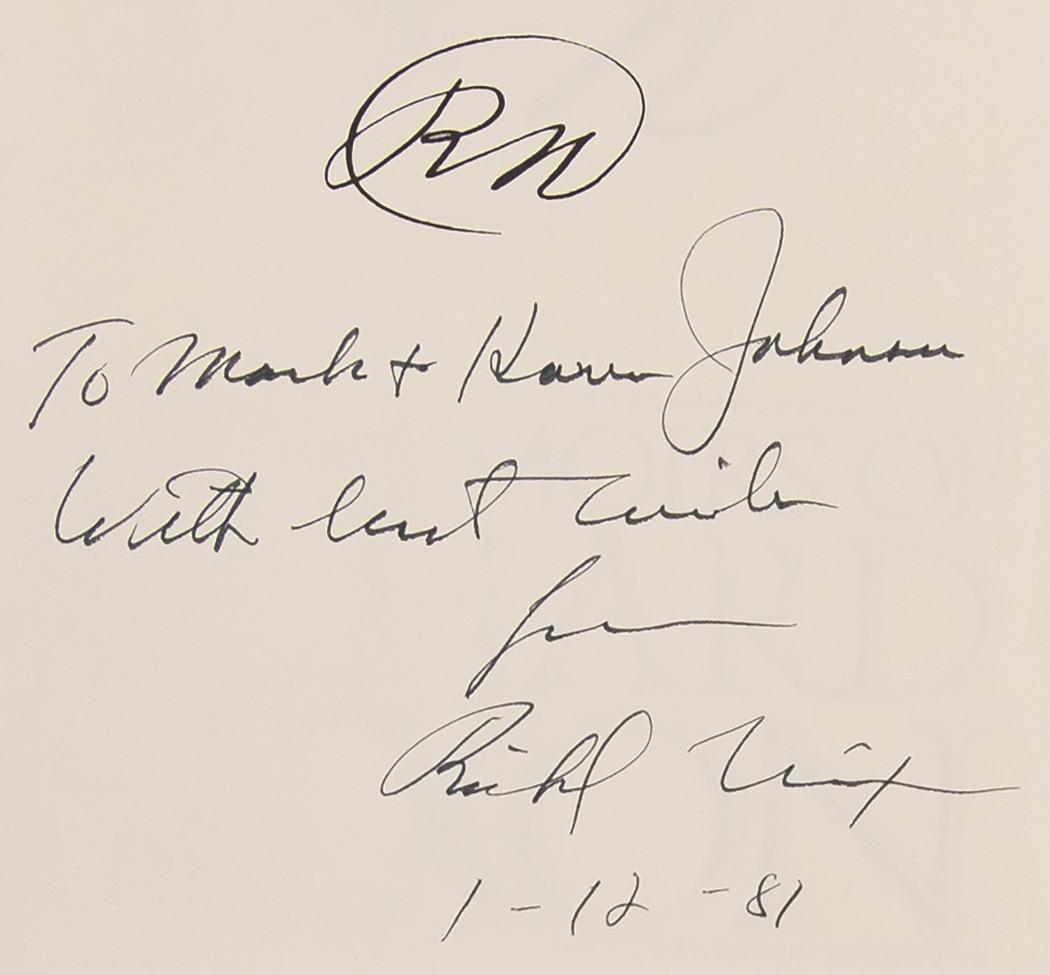 RN
To Mark + Karen Johnson
With best wishes
from
Richard Nixon
1-12-81